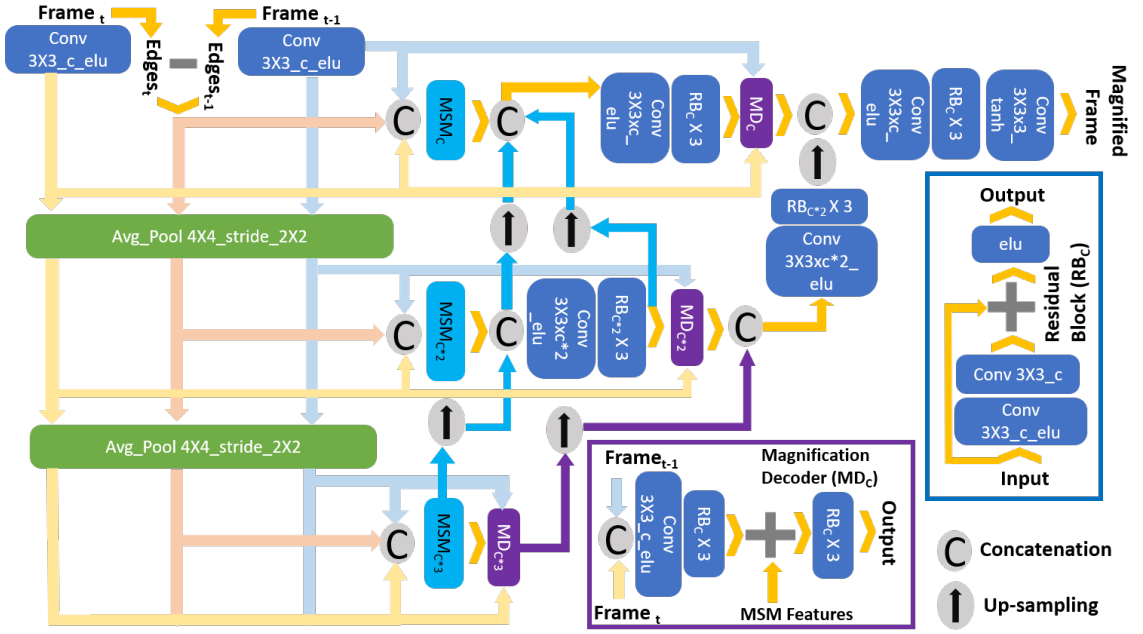 Frame t
Frame t-1
Conv
3X3_c_elu
Edges t
Edges t-1
Conv
3X3_c_elu
C
MSM C
C
Conv
3X3xc_
elu
RB C X 3
MD C
C
Conv
3X3xc_
elu
RB C X 3
Conv
3X3x3_
tanh
Magnified
Frame
Avg_Pool 4X4_stride_2X2
RB C*2 X 3
Conv
3X3xc*2_
elu
C
MSM C*2
C
Conv
3X3xc*2
_elu
RB C*2 X 3
MD C*2
C
Avg_Pool 4X4_stride_2X2
C
MSM C*3
MD C*3
Output
elu
Residual
Block (RB C)
Conv 3X3_c
Conv
3X3_c_elu
Input
Frame t-1
Magnification
Decoder (MD C)
C
Conv
3X3_c_elu
RB C X 3
RB C X 3
Output
Frame t
MSM Features
C
Concatenation
Up-sampling